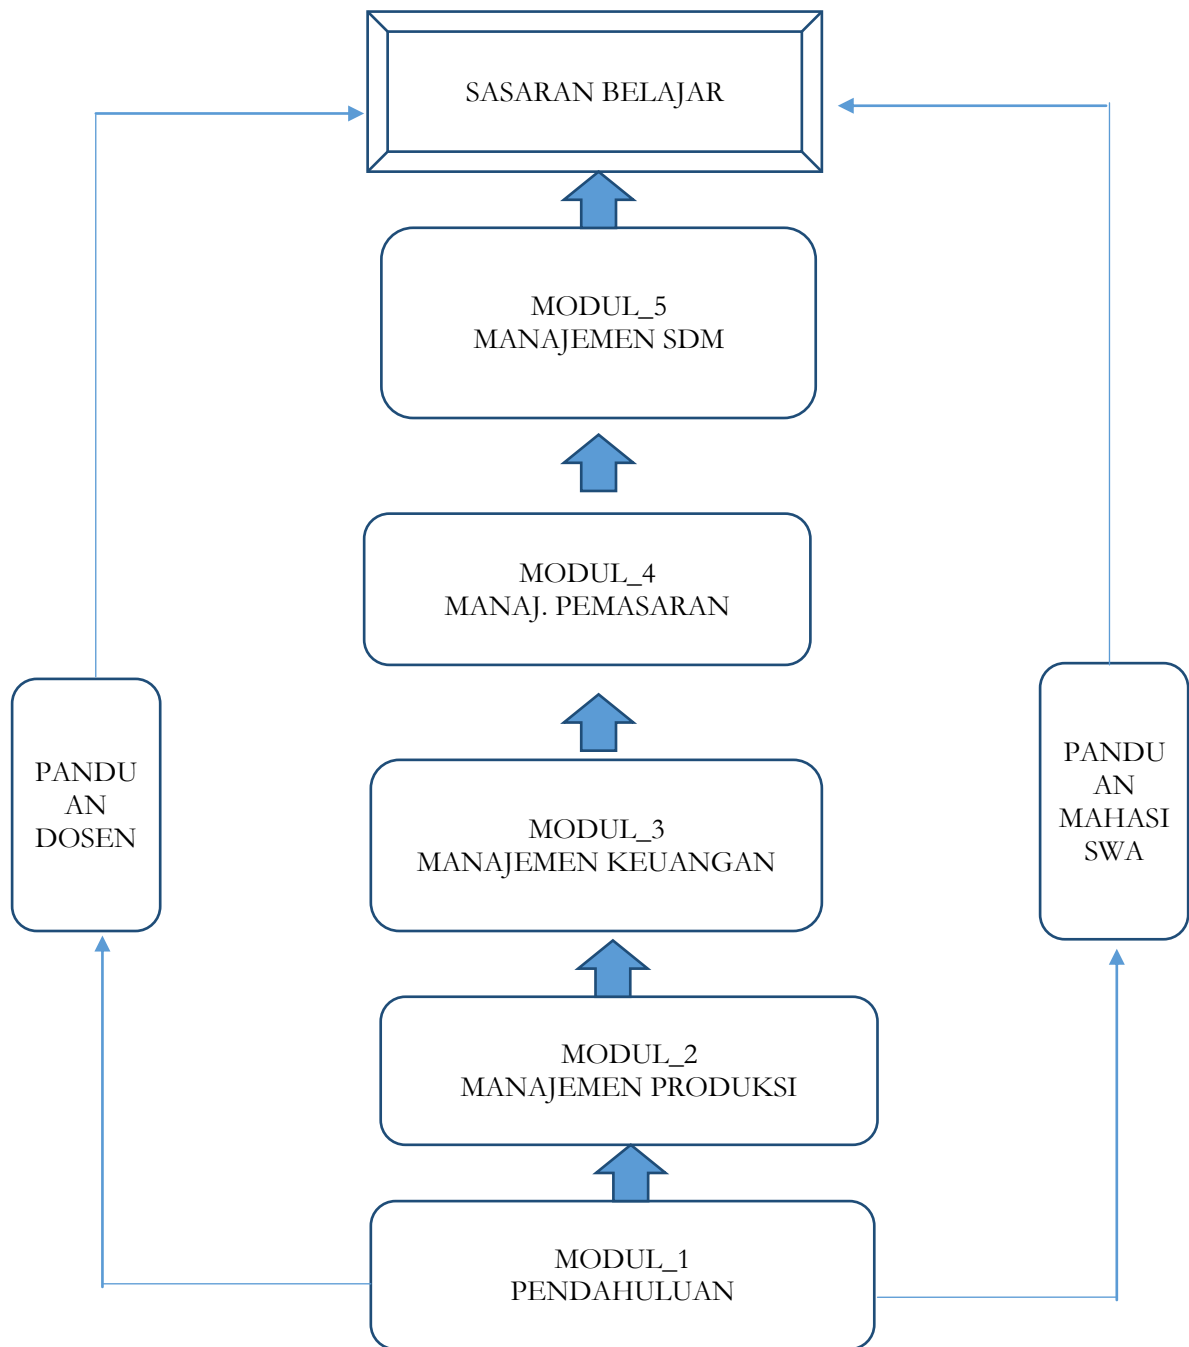 SASARAN BELAJAR
MODUL_5
MANAJEMEN SDM
MODUL_4
MANAJ. PEMASARAN
PANDU
AN
DOSEN
PANDU
AN
MAHASI
SWA
MODUL_3
MANAJEMEN KEUANGAN
MODUL_2
MANAJEMEN PRODUKSI
MODUL_1
PENDAHULUAN